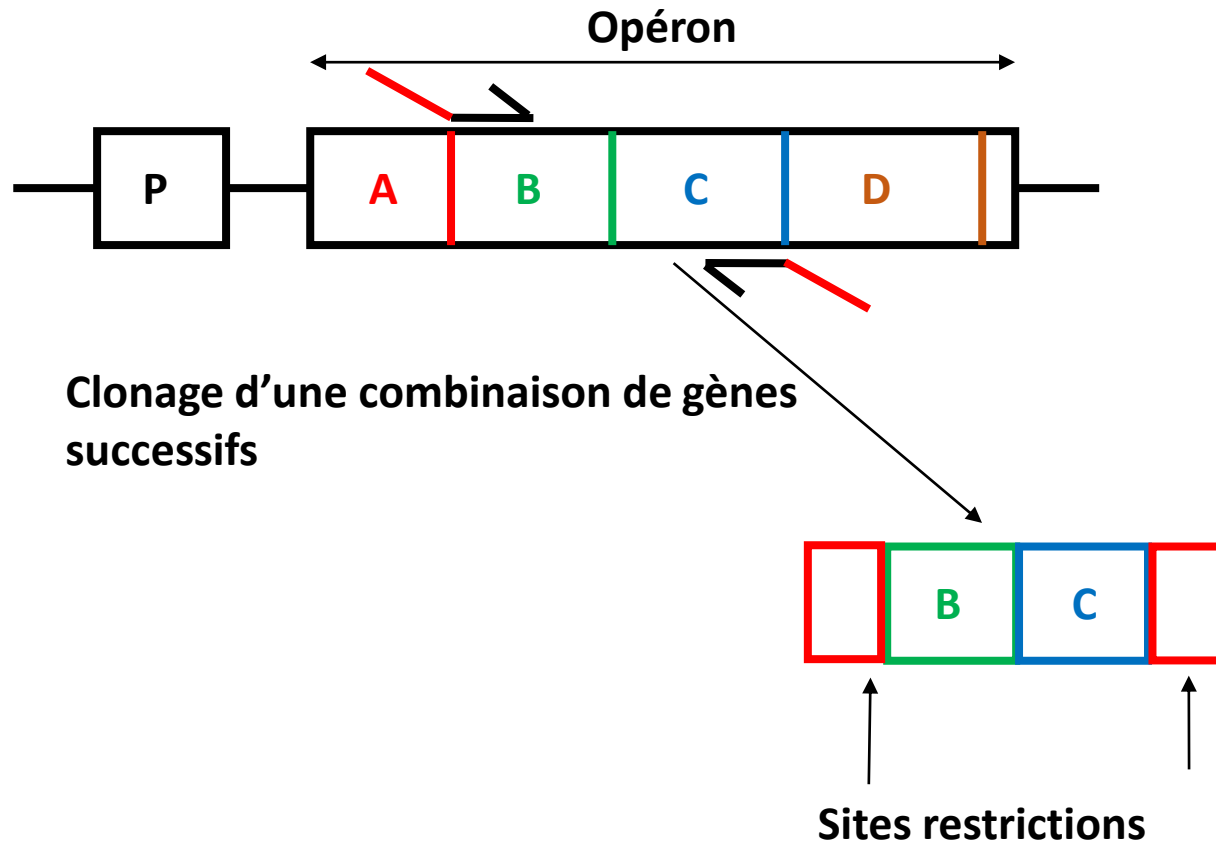 Opéron
P A B C D
Clonage d'une combinaison de gènes
successifs
B C
Sites restrictions